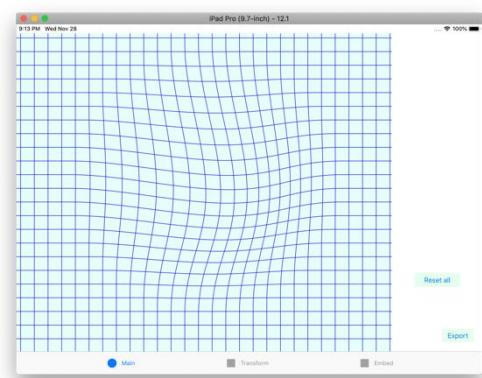 iPad Pro (9.7-inch) - 12.1
9:13 PM Wed Nov 28
100%
Reset all
Export
Main
Transform
Embed